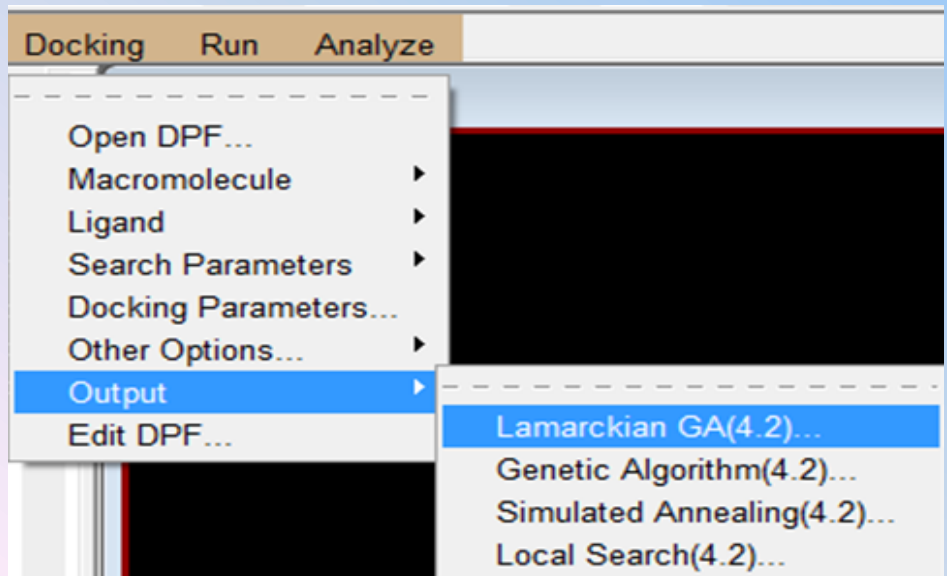 Docking Run Analyze
Open DPF...
Macromolecule
Ligand
Search Parameters
Docking Parameters...
Other Options...
Output
Edit DPF...
Lamarckian GA(4.2)...
Genetic Algorithm(4.2)...
Simulated Annealing(4.2)...
Local Search(4.2)...